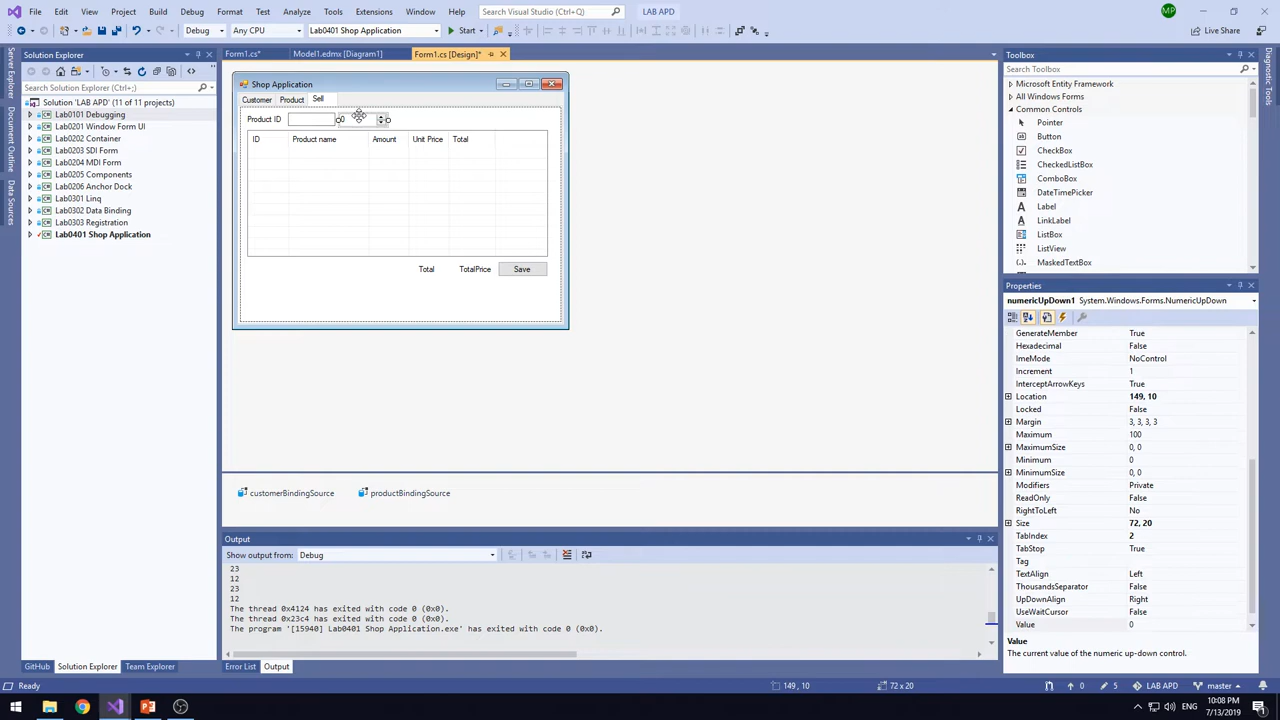 File Edit View Project Build Debug Format Test Analyze Tools Extensions Window Help Search Visual Studio (Ctrl+Q) LAB APD MP
Debug Any CPU Lab0401 Shop Application Start Live Share
Solution Explorer
Search Solution Explorer (Ctrl+;)
Solution 'LAB APD' (11 of 11 projects)
Lab0101 Debugging
Lab0201 Window Form UI
Lab0202 Container
Lab0203 SDI Form
Lab0204 MDI Form
Lab0205 Components
Lab0206 Anchor Dock
Lab0301 Linq
Lab0302 Data Binding
Lab0303 Registration
Lab0401 Shop Application
Server Explorer
Document Outline
Data Sources
GitHub Solution Explorer Team Explorer
Form1.cs* Model1.edmx [Diagram1] Form1.cs [Design]*
Shop Application
Customer Product Sell
Product ID 0
ID Product name Amount Unit Price Total
Total TotalPrice Save
customerBindingSource productBindingSource
Output
Show output from: Debug
23
12
23
12
The thread 0x4124 has exited with code 0 (0x0).
The thread 0x23c4 has exited with code 0 (0x0).
The program '[15940] Lab0401 Shop Application.exe' has exited with code 0 (0x0).
Error List Output
Toolbox
Search Toolbox
Microsoft Entity Framework
All Windows Forms
Common Controls
Pointer
Button
CheckBox
CheckedListBox
ComboBox
DateTimePicker
Label
LinkLabel
ListBox
ListView
MaskedTextBox
Properties
numericUpDown1 System.Windows.Forms.NumericUpDown
GenerateMember True
Hexadecimal False
ImeMode NoControl
Increment 1
InterceptArrowKeys True
Location 149, 10
Locked False
Margin 3, 3, 3, 3
Maximum 100
MaximumSize 0, 0
Minimum 0
MinimumSize 0, 0
Modifiers Private
ReadOnly False
RightToLeft No
Size 72, 20
TabIndex 2
TabStop True
Tag
TextAlign Left
ThousandsSeparator False
UpDownAlign Right
UseWaitCursor False
Value 0
Value
The current value of the numeric up-down control.
Diagnostic Tools
Ready 149 , 10 72 x 20 0 5 LAB APD master
ENG 10:08 PM
7/13/2019